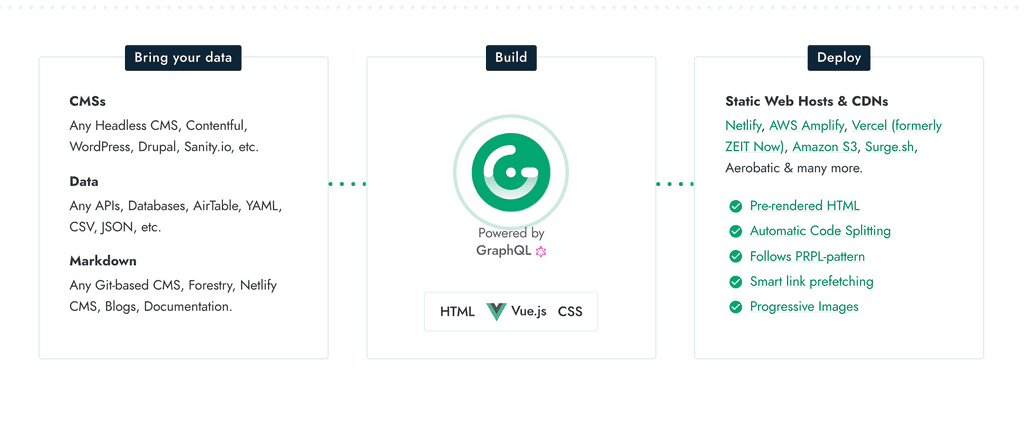 Bring your data
CMSs
Any Headless CMS, Contentful,
WordPress, Drupal, Sanity.io, etc.
Data
Any APIs, Databases, AirTable, YAML,
CSV, JSON, etc.
Markdown
Any Git-based CMS, Forestry, Netlify
CMS, Blogs, Documentation.
Build
Powered by
GraphQL
HTML Vue.js CSS
Deploy
Static Web Hosts & CDNs
Netlify, AWS Amplify, Vercel (formerly
ZEIT Now), Amazon S3, Surge.sh,
Aerobatic & many more.
Pre-rendered HTML
Automatic Code Splitting
Follows PRPL-pattern
Smart link prefetching
Progressive Images